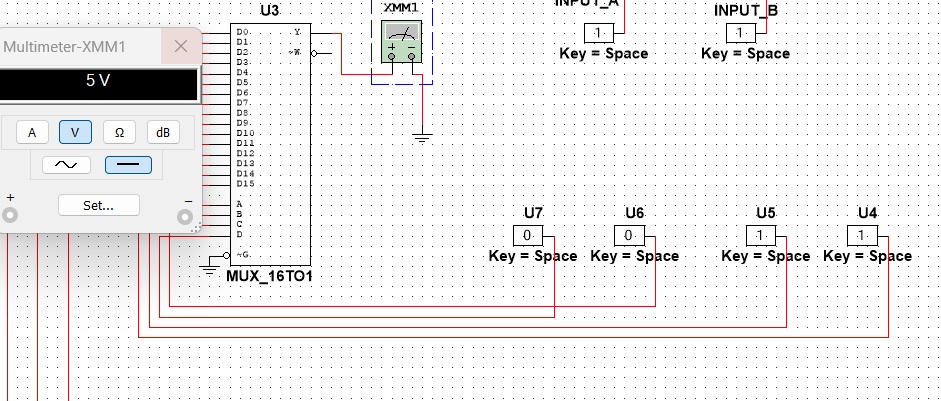 U3
XMM1
INPUT_A
INPUT_B
1
1
Key = Space
Key = Space
Multimeter-XMM1
5 V
A
V
Ω
dB
Set...
+
−
D0
D1
D2
D3
D4
D5
D6
D7
D8
D9
D10
D11
D12
D13
D14
D15
A
B
C
D
~G
Y
~W
+
−
MUX_16TO1
U7
U6
U5
U4
0
0
1
1
Key = Space
Key = Space
Key = Space
Key = Space